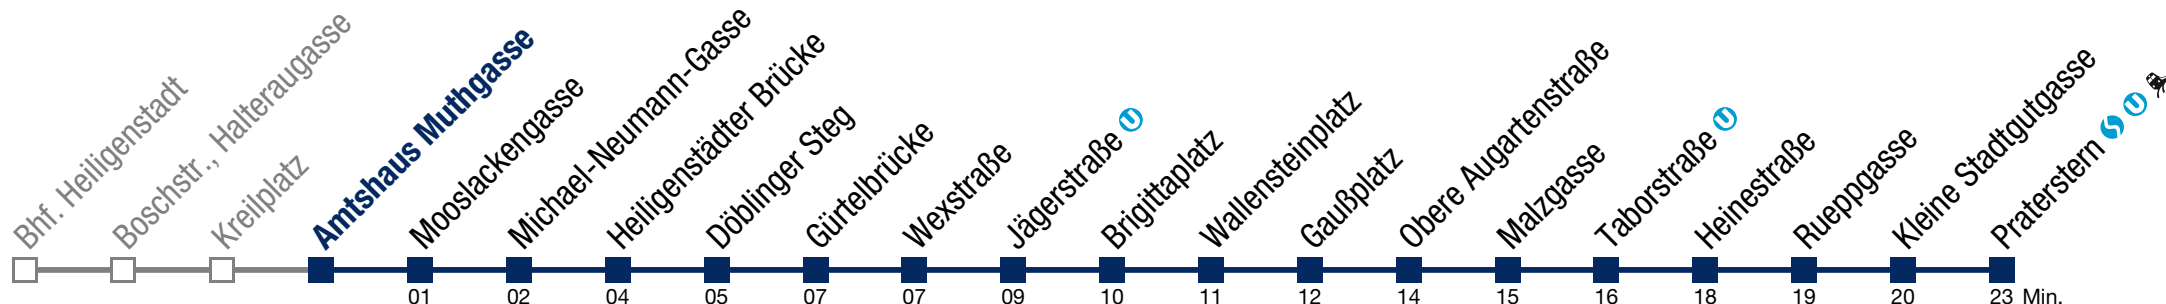 Bhf. Heiligenstadt
Boschstr., Halteraugasse
Kreilplatz
Amtshaus Muthgasse
Mooslackengasse
Michael-Neumann-Gasse
Heiligenstädter Brücke
Döblinger Steg
Gürtelbrücke
Wexstraße
Jägerstraße U
Brigittaplatz
Wallensteinplatz
Gaußplatz
Obere Augartenstraße
Malzgasse
Taborstraße U
Heinestraße
Rueppgasse
Kleine Stadtgutgasse
Praterstern S U
01 02 04 05 07 07 09 10 11 12 14 15 16 18 19 20 23 Min.